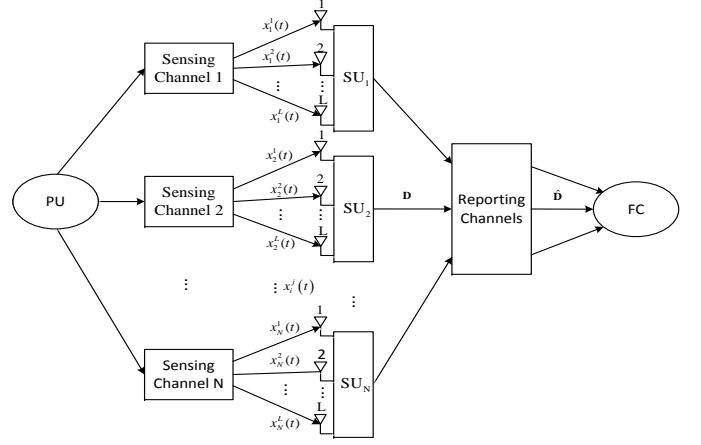 PU
Sensing
Channel 1
x_1^1(t)
x_1^2(t)
⋮
x_1^L(t)
1
2
⋮
L
SU_1
Sensing
Channel 2
x_2^1(t)
x_2^2(t)
⋮
x_2^L(t)
1
2
⋮
L
SU_2
⋮
⋮ x_i^j(t)
⋮
Sensing
Channel N
x_N^1(t)
x_N^2(t)
⋮
x_N^L(t)
1
2
⋮
L
SU_N
D
Reporting
Channels
D̂
FC